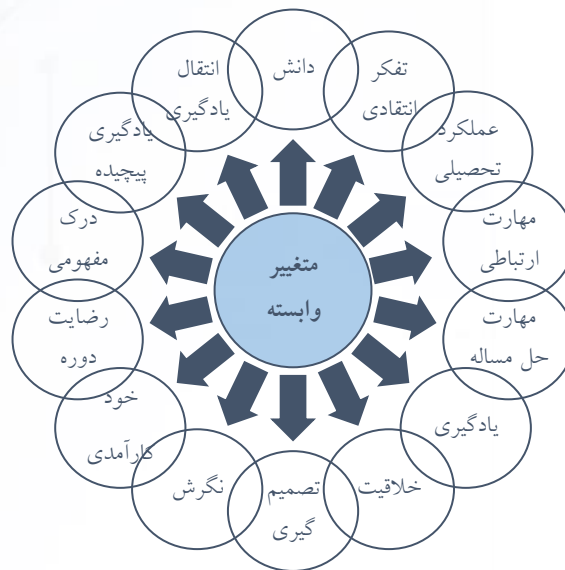 متغییر
وابسته
دانش
تفکر
انتقادی
عملکرد
تحصیلی
مهارت
ارتباطی
مهارت
حل مساله
یادگیری
خلاقیت
تصمیم
گیری
نگرش
خود
کارآمدی
رضایت
دوره
درک
مفهومی
یادگیری
پیچیده
انتقال
یادگیری